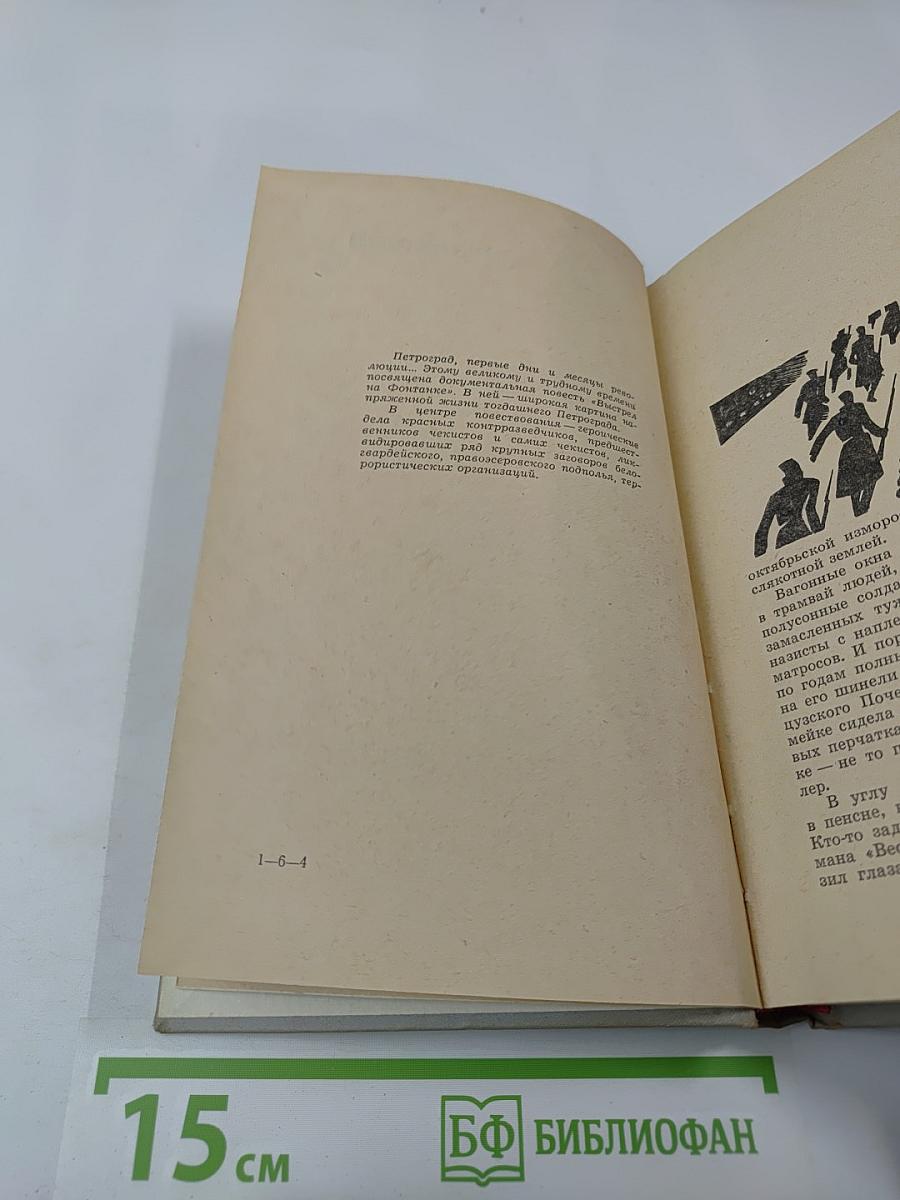 Петроград, первые дни и месяцы рево-
люции... Этому великому и трудному времени
посвящена документальная повесть «Выстрел
на Фонтанке». В ней — широкая картина на-
пряженной жизни тогдашнего Петрограда.
В центре повествования — героические
дела красных контрразведчиков, предшест-
венников чекистов и самих чекистов, лик-
видировавших ряд крупных заговоров бело-
гвардейского, правоэсеровского подполья, тер-
рористических организаций.
1—6—4
октябрьской изморо
слякотной землей.
Вагонные окна
в трамвай людей,
полусонные солда
замасленных туж
назисты с напле
матросов. И пор
по годам полны
на его шинели
цузского Поче
мейке сидела
вых перчатка
ке — не то г
лер.
В углу
в пенсне,
Кто-то зад
мана «Вес
зил глаза
15 см
БФ БИБЛИОФАН